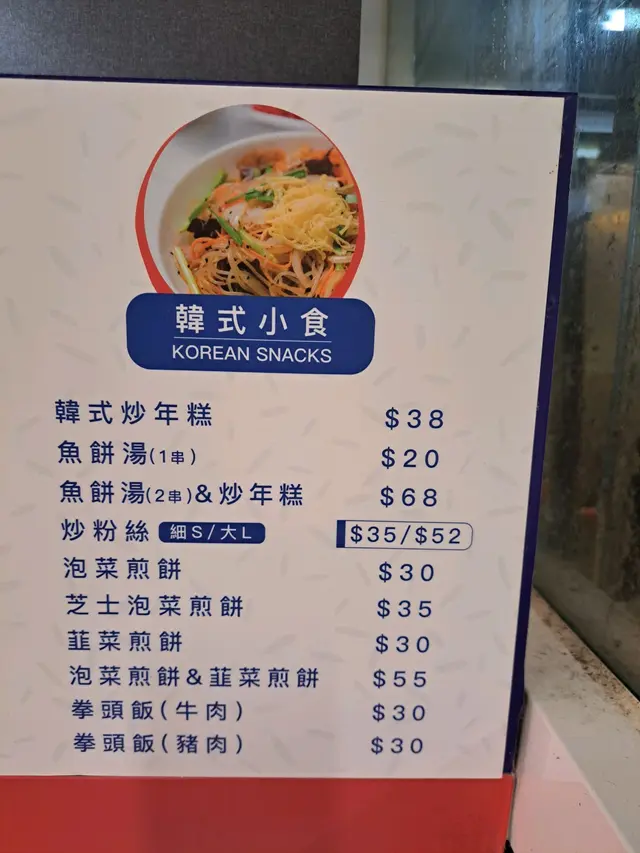 韓式小食
KOREAN SNACKS
韓式炒年糕 $38
魚餅湯(1串) $20
魚餅湯(2串)&炒年糕 $68
炒粉絲 細S/大L $35/$52
泡菜煎餅 $30
芝士泡菜煎餅 $35
韮菜煎餅 $30
泡菜煎餅&韮菜煎餅 $55
拳頭飯(牛肉) $30
拳頭飯(豬肉) $30